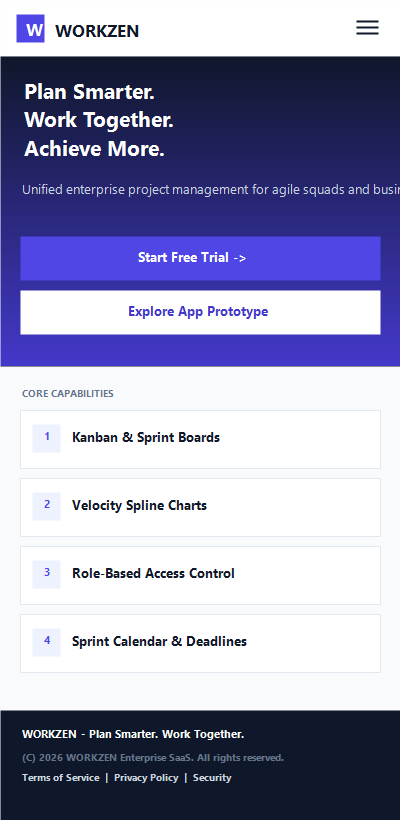 W WORKZEN
Plan Smarter.
Work Together.
Achieve More.
Unified enterprise project management for agile squads and busin
Start Free Trial ->
Explore App Prototype
CORE CAPABILITIES
1 Kanban & Sprint Boards
2 Velocity Spline Charts
3 Role-Based Access Control
4 Sprint Calendar & Deadlines
WORKZEN - Plan Smarter. Work Together.
(C) 2026 WORKZEN Enterprise SaaS. All rights reserved.
Terms of Service | Privacy Policy | Security